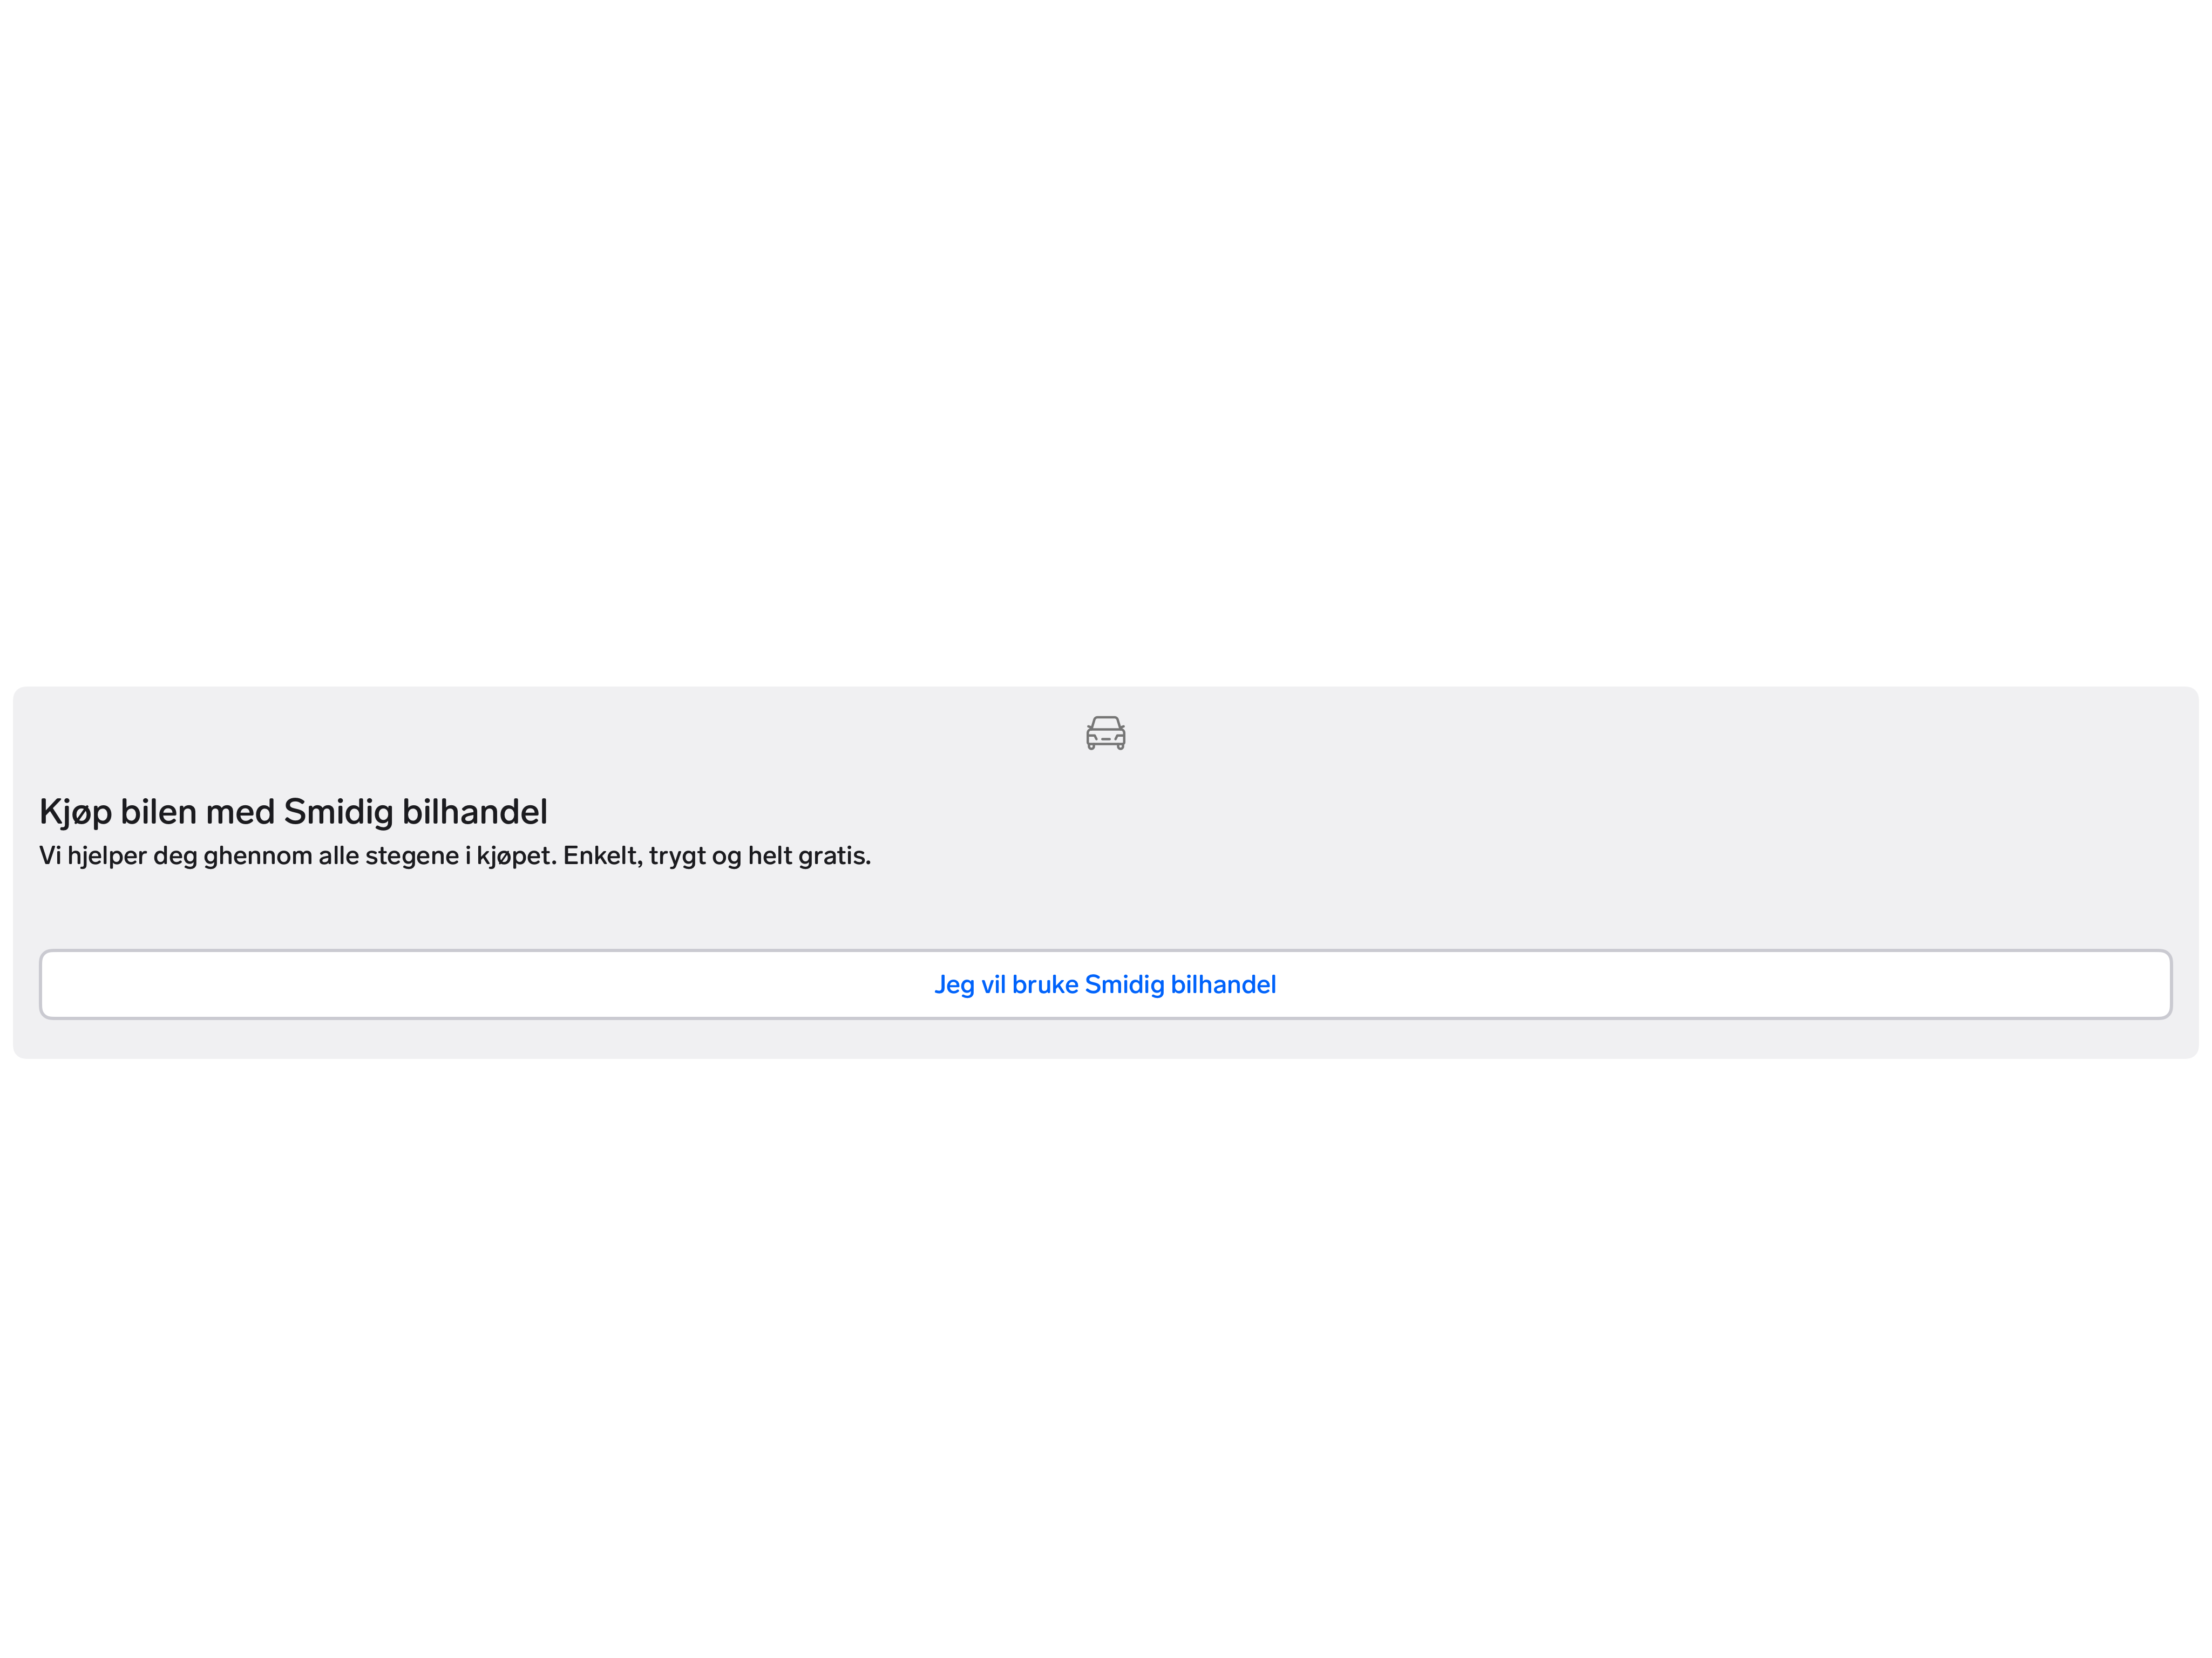 Kjøp bilen med Smidig bilhandel
Vi hjelper deg ghennom alle stegene i kjøpet. Enkelt, trygt og helt gratis.
Jeg vil bruke Smidig bilhandel